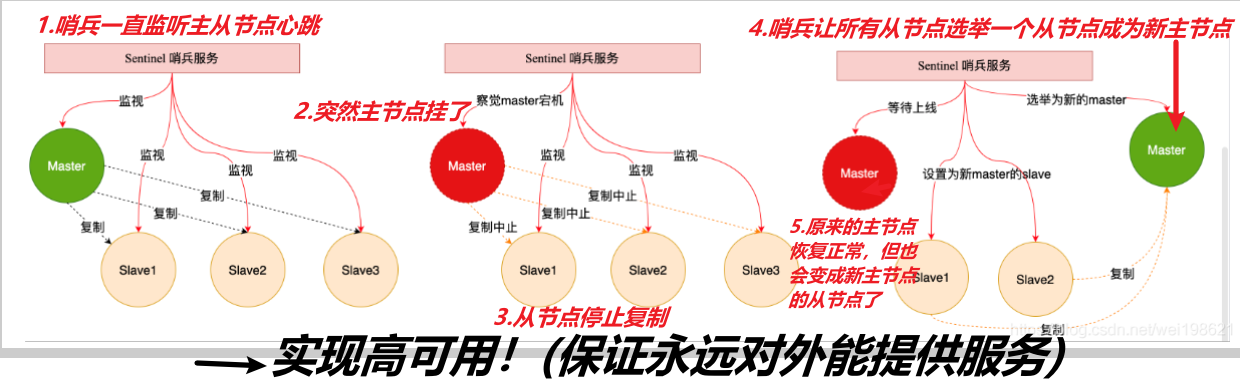 1.哨兵一直监听主从节点心跳
Sentinel 哨兵服务
监视
Master
监视
监视
监视
复制
复制
复制
Slave1
Slave2
Slave3
2.突然主节点挂了
Sentinel 哨兵服务
察觉master宕机
Master
监视
监视
监视
复制中止
复制中止
复制中止
Slave1
Slave2
Slave3
3.从节点停止复制
4.哨兵让所有从节点选举一个从节点成为新主节点
Sentinel 哨兵服务
等待上线
选举为新的master
Master
Master
设置为新master的slave
5.原来的主节点
恢复正常，但也
会变成新主节点
的从节点了
Slave1
Slave2
复制
复制
https://blog.csdn.net/wei198621
实现高可用！(保证永远对外能提供服务)